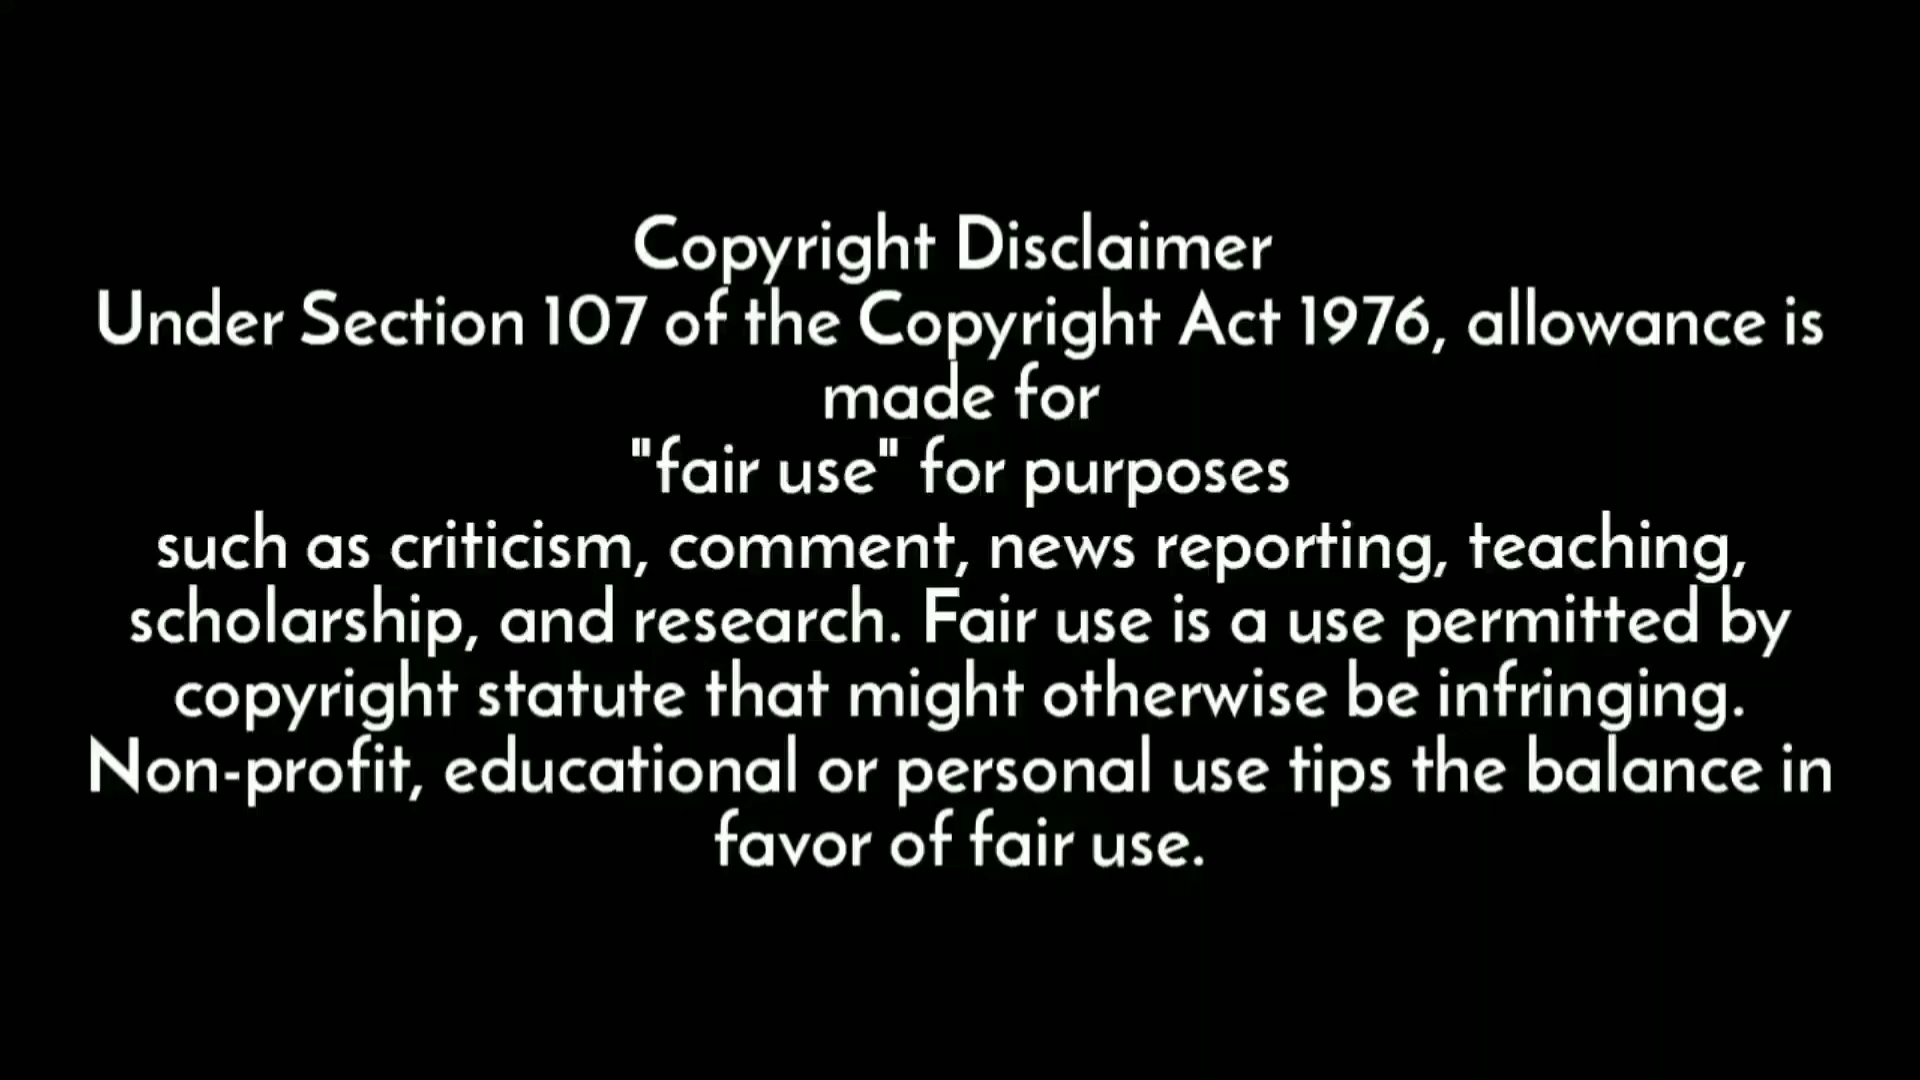 Copyright Disclaimer
Under Section 107 of the Copyright Act 1976, allowance is
made for
"fair use" for purposes
such as criticism, comment, news reporting, teaching,
scholarship, and research. Fair use is a use permitted by
copyright statute that might otherwise be infringing.
Non-profit, educational or personal use tips the balance in
favor of fair use.